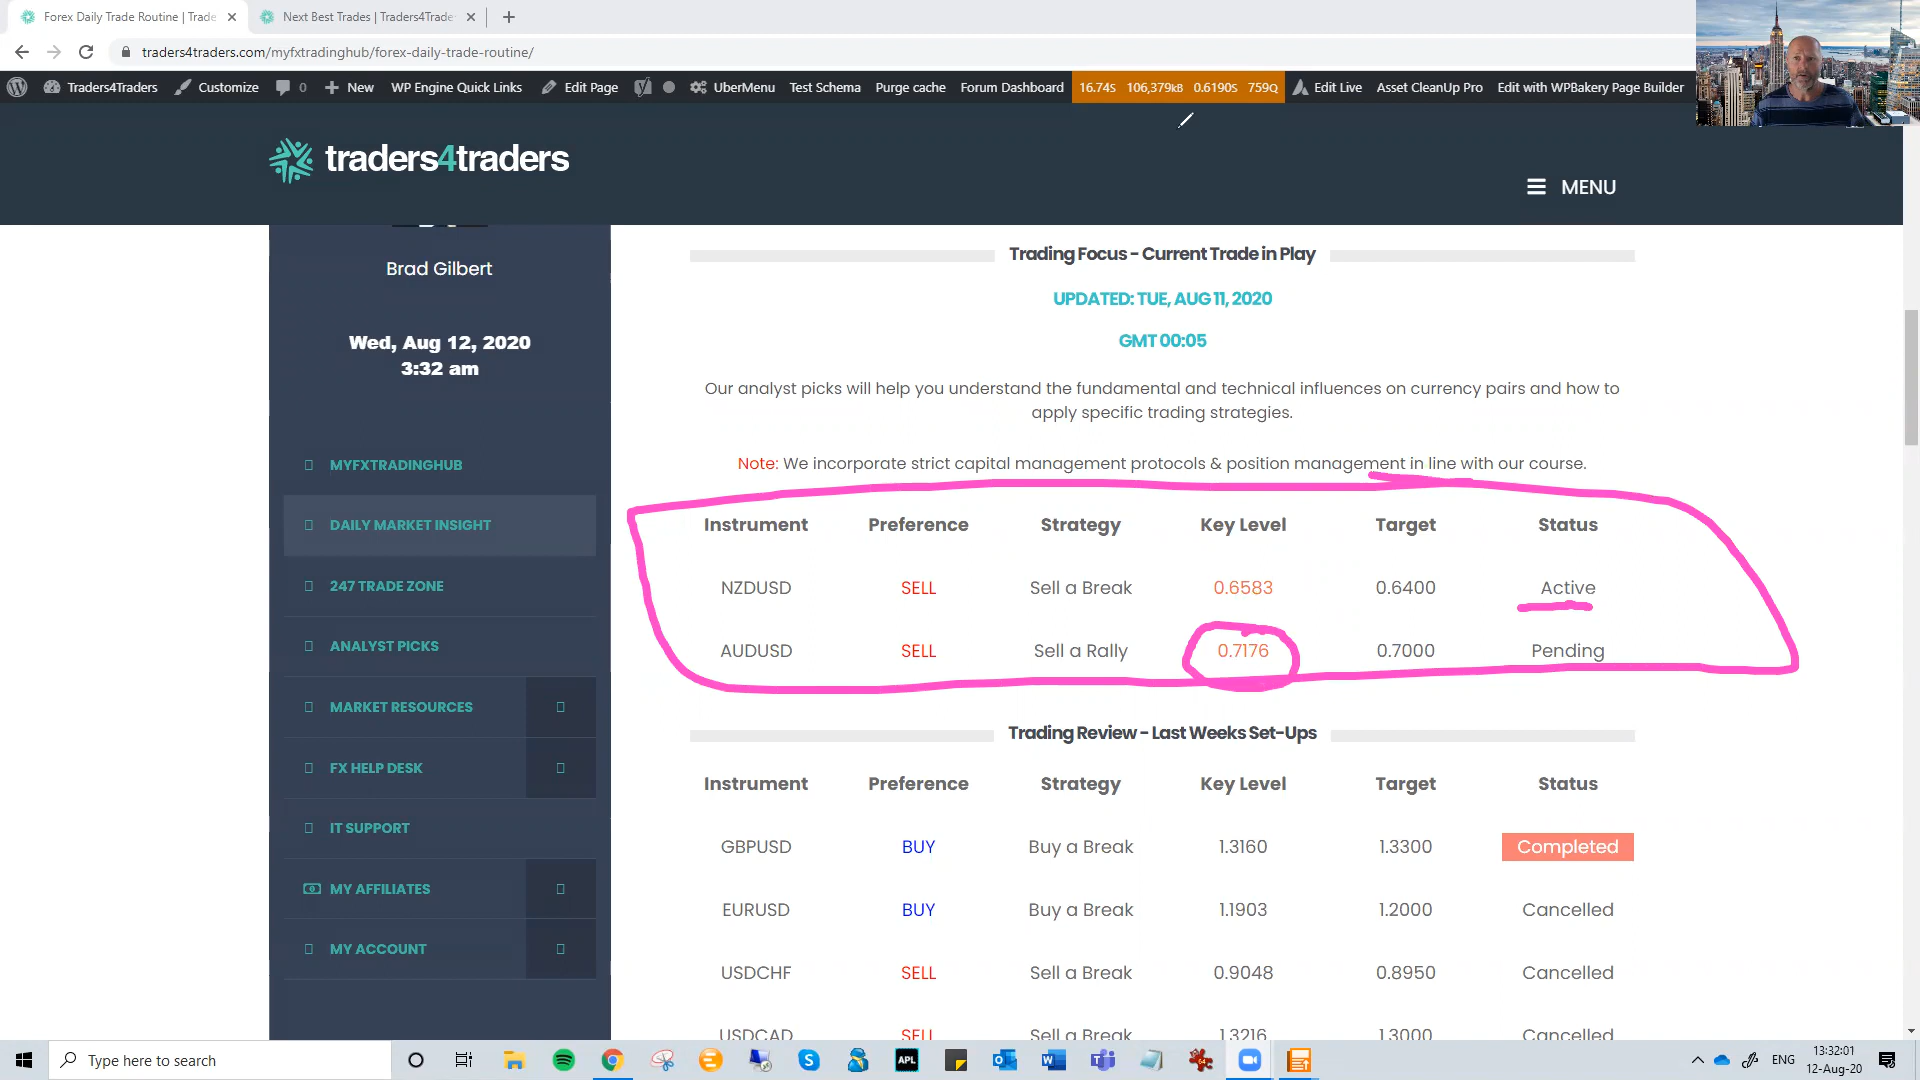 Forex Daily Trade Routine | Trade
Next Best Trades | Traders4Trade
traders4traders.com/myfxtradinghub/forex-daily-trade-routine/
Traders4Traders Customize 0 New WP Engine Quick Links Edit Page UberMenu Test Schema Purge cache Forum Dashboard 16.74S 106,379KB 0.6190S 759Q Edit Live Asset CleanUp Pro Edit with WPBakery Page Builder
traders4traders
MENU
Brad Gilbert
Wed, Aug 12, 2020
3:32 am
MYFXTRADINGHUB
DAILY MARKET INSIGHT
247 TRADE ZONE
ANALYST PICKS
MARKET RESOURCES
FX HELP DESK
IT SUPPORT
MY AFFILIATES
MY ACCOUNT
Trading Focus - Current Trade in Play
UPDATED: TUE, AUG 11, 2020
GMT 00:05
Our analyst picks will help you understand the fundamental and technical influences on currency pairs and how to
apply specific trading strategies.
Note: We incorporate strict capital management protocols & position management in line with our course.
Instrument Preference Strategy Key Level Target Status
NZDUSD SELL Sell a Break 0.6583 0.6400 Active
AUDUSD SELL Sell a Rally 0.7176 0.7000 Pending
Trading Review - Last Weeks Set-Ups
Instrument Preference Strategy Key Level Target Status
GBPUSD BUY Buy a Break 1.3160 1.3300 Completed
EURUSD BUY Buy a Break 1.1903 1.2000 Cancelled
USDCHF SELL Sell a Break 0.9048 0.8950 Cancelled
USDCAD SELL Sell a Break 1.3216 1.3000 Cancelled
Type here to search
APL
ENG
13:32:01
12-Aug-20